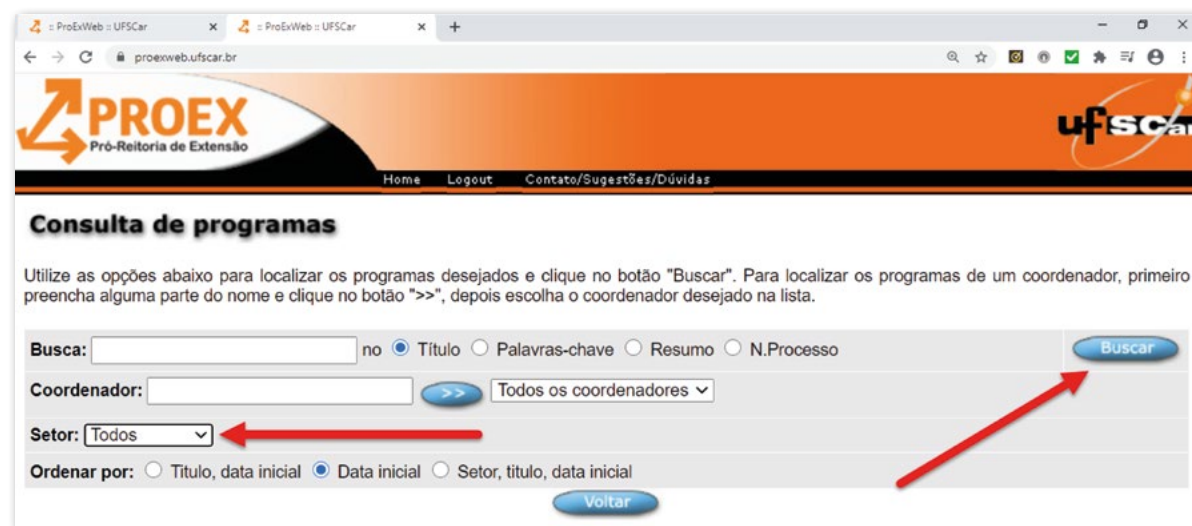 :: ProExWeb :: UFSCar
:: ProExWeb :: UFSCar
proexweb.ufscar.br
PROEX
Pró-Reitoria de Extensão
ufscar
Home Logout Contato/Sugestões/Dúvidas
Consulta de programas
Utilize as opções abaixo para localizar os programas desejados e clique no botão "Buscar". Para localizar os programas de um coordenador, primeiro
preencha alguma parte do nome e clique no botão ">>", depois escolha o coordenador desejado na lista.
Busca: no Título Palavras-chave Resumo N.Processo Buscar
Coordenador: >> Todos os coordenadores
Setor: Todos
Ordenar por: Titulo, data inicial Data inicial Setor, titulo, data inicial
Voltar